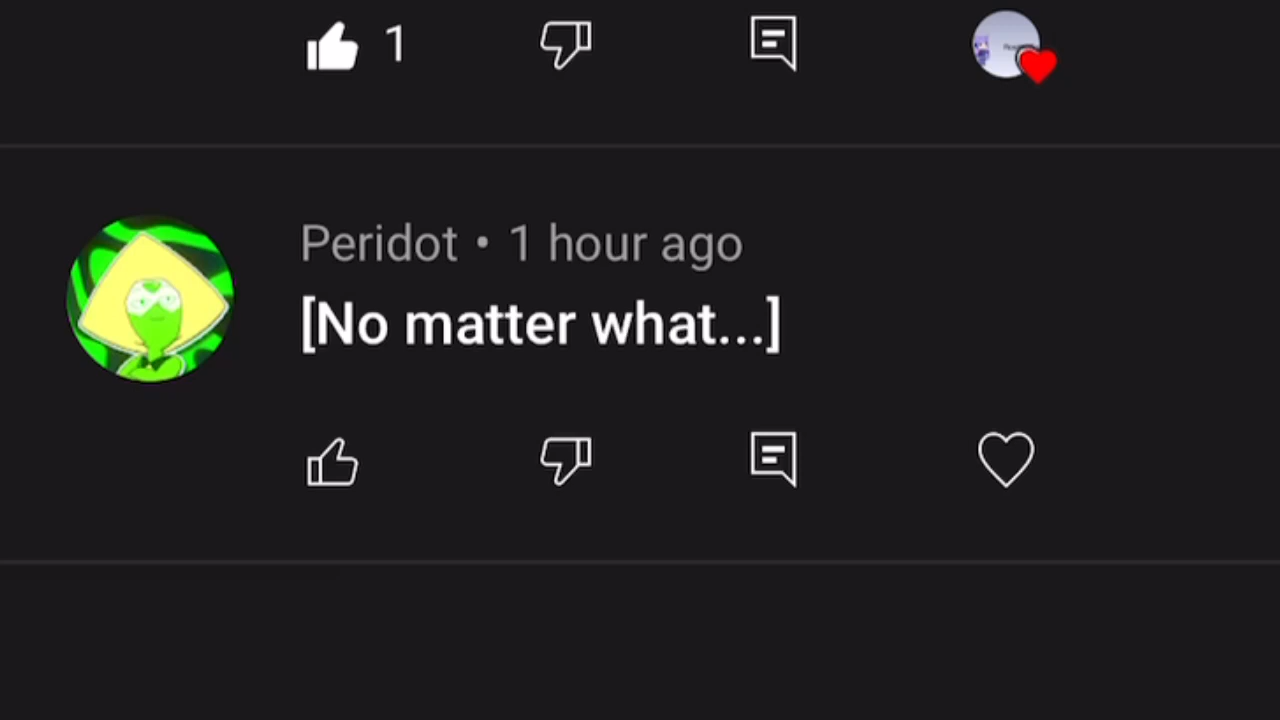 1
Peridot • 1 hour ago
[No matter what...]